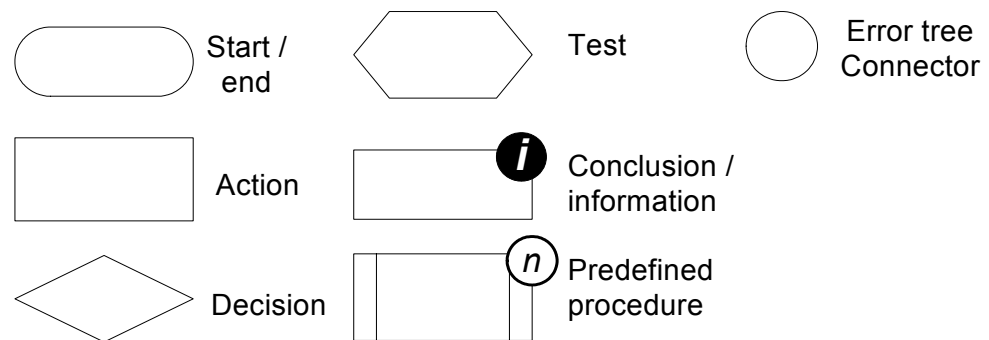 Start /
end
Test
Error tree
Connector
Action
i
Conclusion /
information
Decision
n
Predefined
procedure